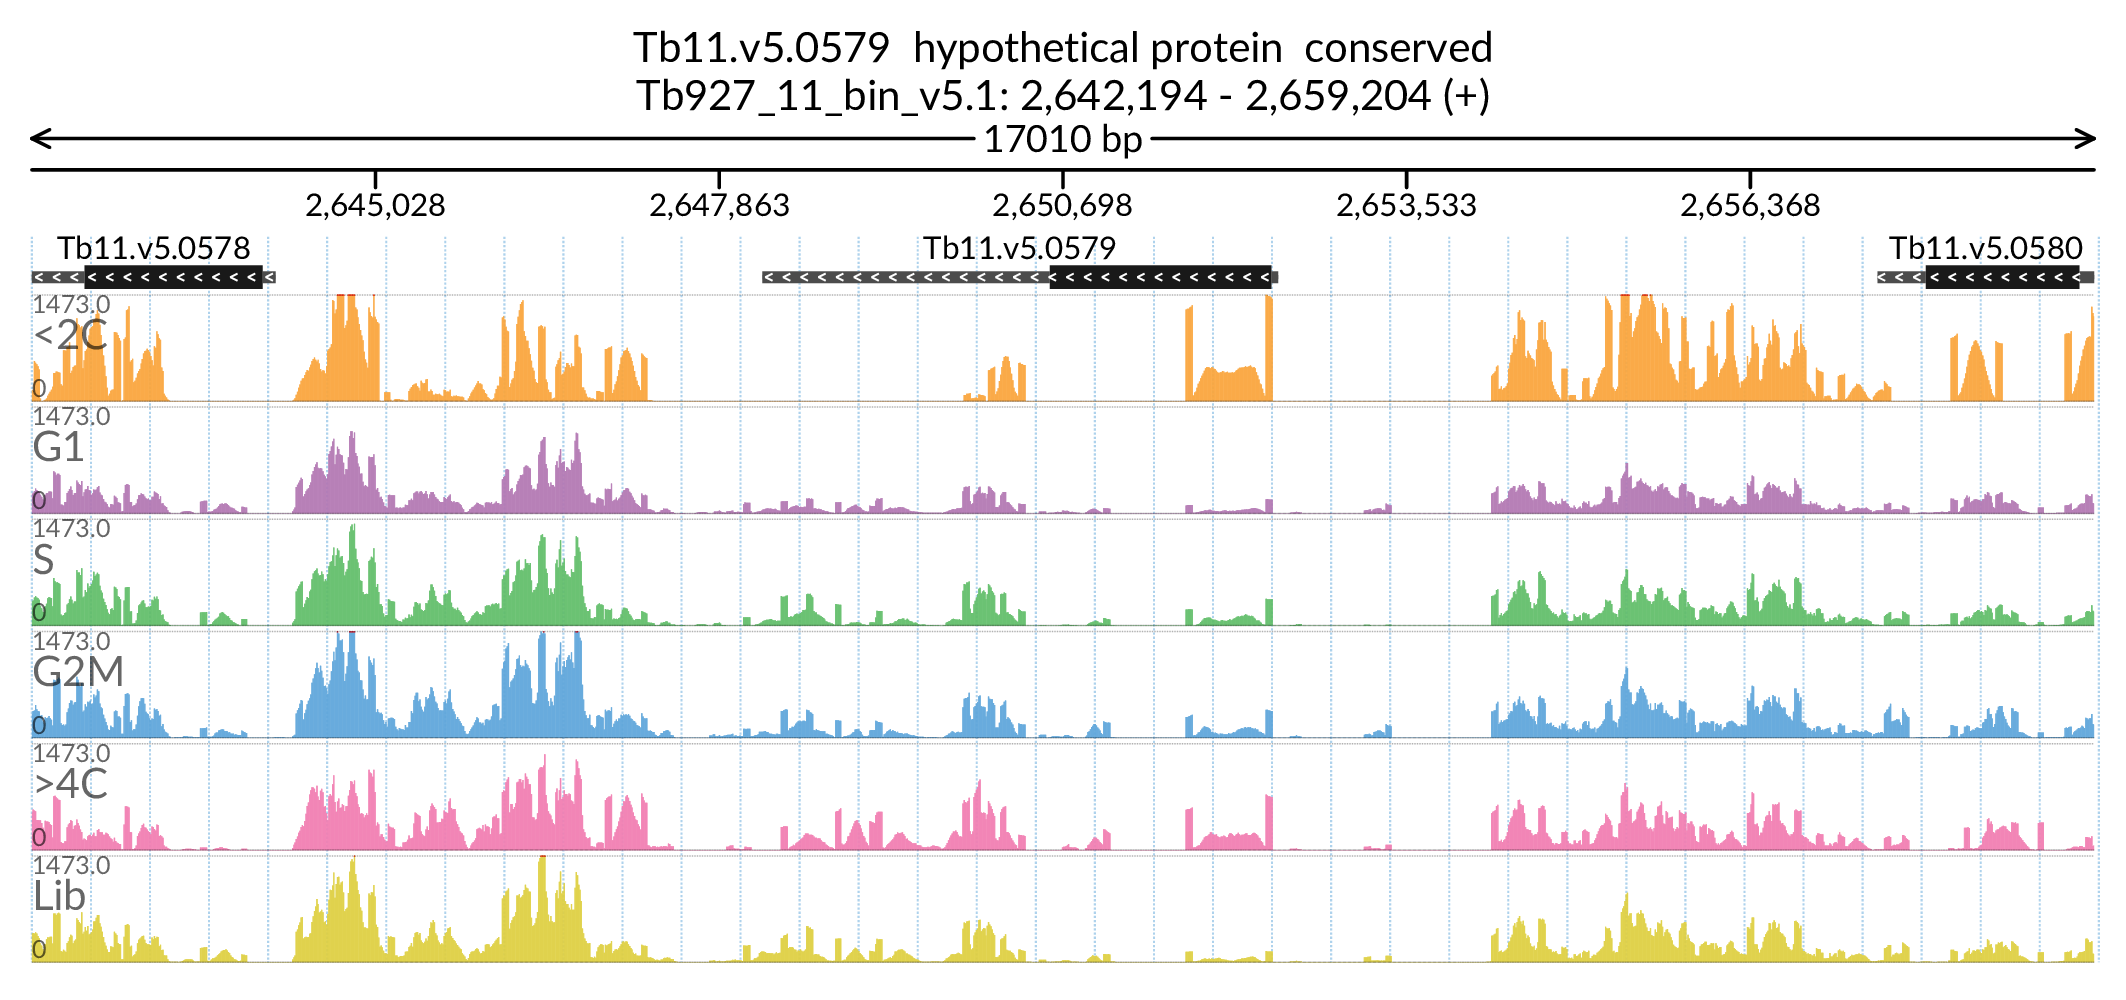 Tb11.v5.0579 hypothetical protein conserved
Tb927_11_bin_v5.1: 2,642,194 - 2,659,204 (+)
17010 bp
2,645,028 2,647,863 2,650,698 2,653,533 2,656,368
Tb11.v5.0578 Tb11.v5.0579 Tb11.v5.0580
1473.0
<2C
0
1473.0
G1
0
1473.0
S
0
1473.0
G2M
0
1473.0
>4C
0
1473.0
Lib
0